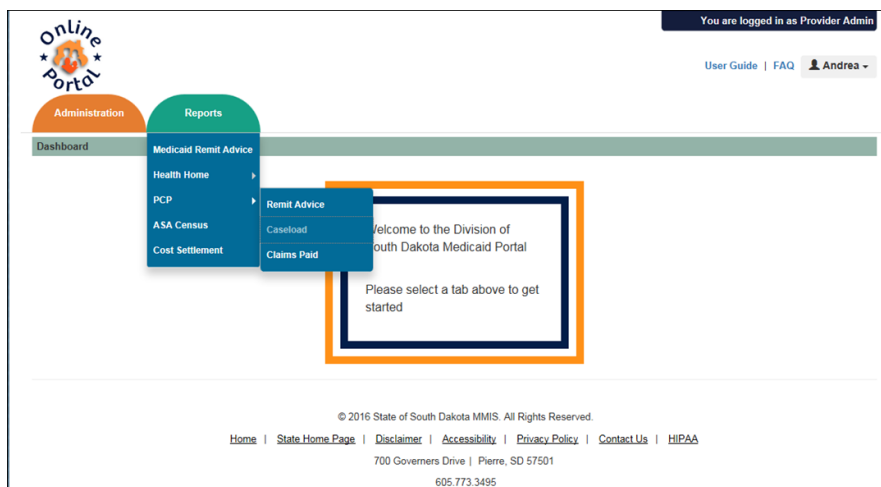 You are logged in as Provider Admin
Online
Portal
User Guide | FAQ Andrea
Administration Reports
Dashboard
Medicaid Remit Advice
Health Home
PCP
ASA Census
Cost Settlement
Remit Advice
Caseload
Claims Paid
elcome to the Division of
outh Dakota Medicaid Portal
Please select a tab above to get
started
© 2016 State of South Dakota MMIS. All Rights Reserved.
Home | State Home Page | Disclaimer | Accessibility | Privacy Policy | Contact Us | HIPAA
700 Governers Drive | Pierre, SD 57501
605.773.3495